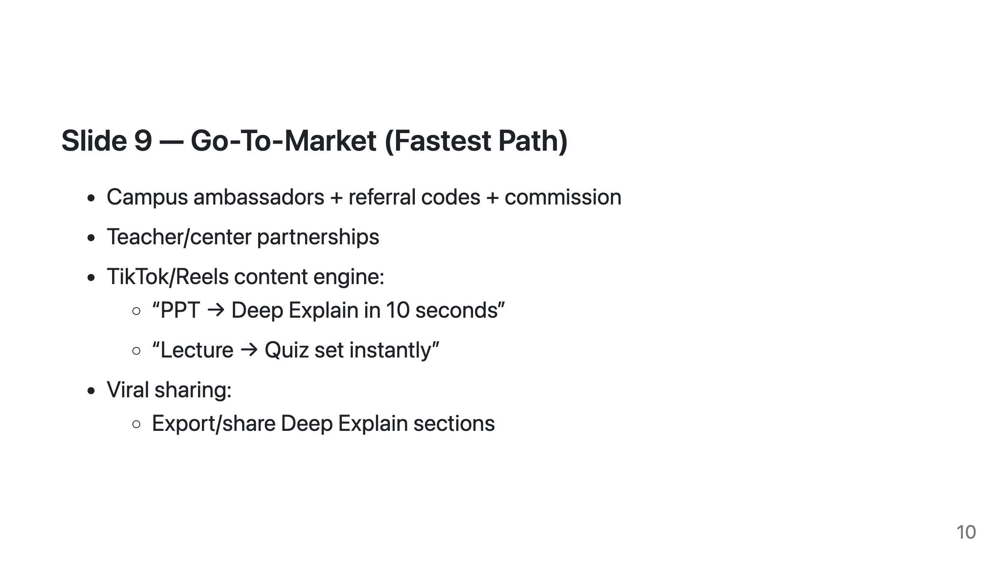 Slide 9 — Go-To-Market (Fastest Path)
• Campus ambassadors + referral codes + commission
• Teacher/center partnerships
• TikTok/Reels content engine:
○ “PPT → Deep Explain in 10 seconds”
○ “Lecture → Quiz set instantly”
• Viral sharing:
○ Export/share Deep Explain sections
10